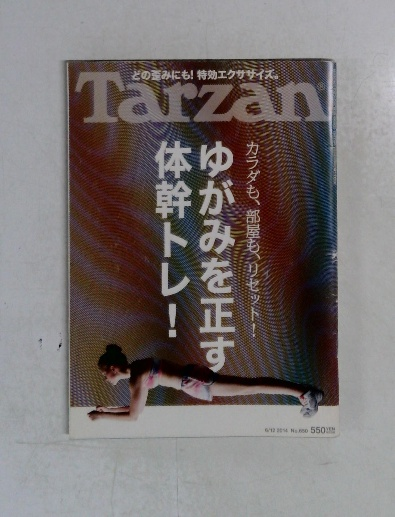 どの歪みにも! 特効エクササイズ。
Tarzan
カラダも、部屋も、リセット!
ゆがみを正す
体幹トレ!
550YEN